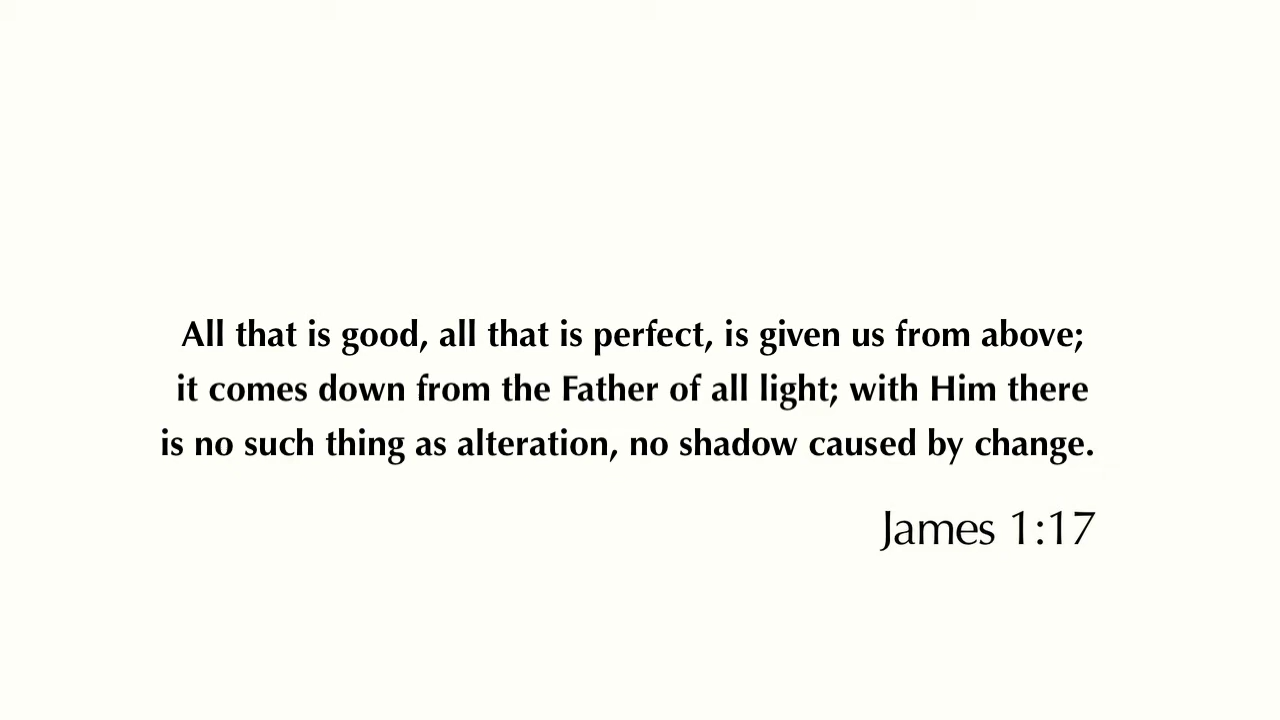 All that is good, all that is perfect, is given us from above;
it comes down from the Father of all light; with Him there
is no such thing as alteration, no shadow caused by change.
James 1:17